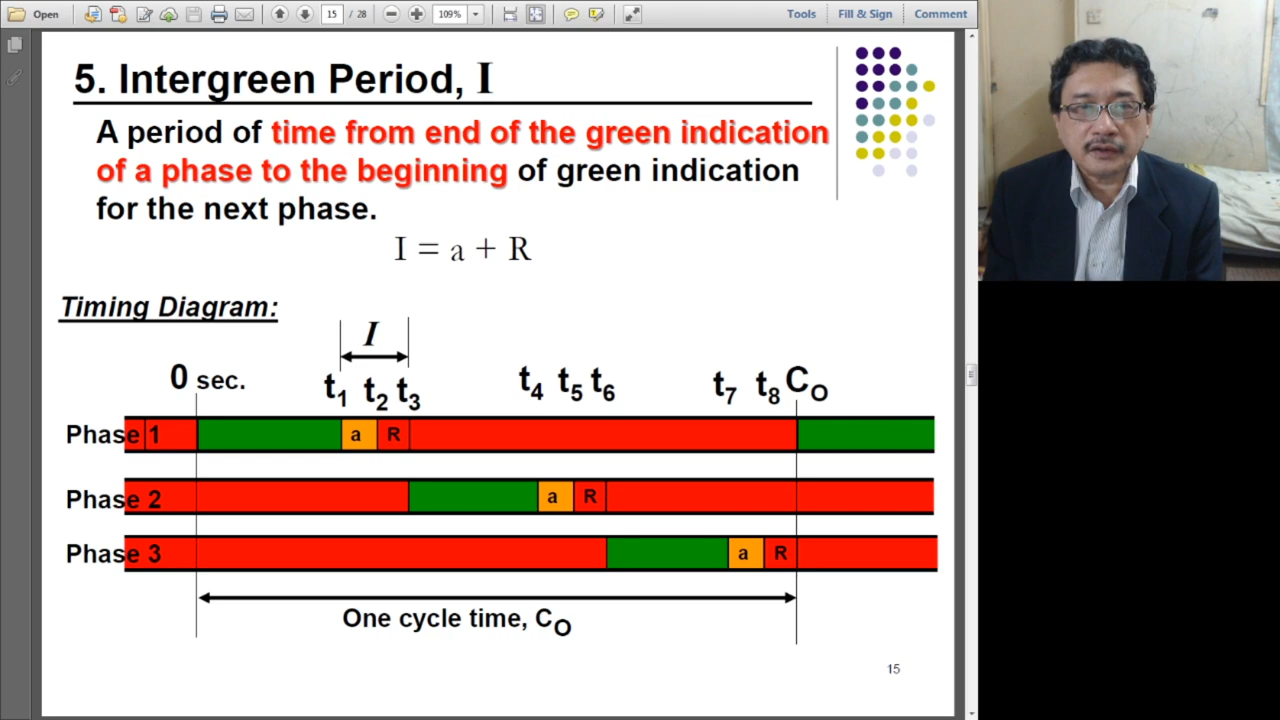 Open
15 / 28
109%
Tools
Fill & Sign
Comment
5. Intergreen Period, I
A period of time from end of the green indication
of a phase to the beginning of green indication
for the next phase.
I = a + R
Timing Diagram:
I
0 sec.
t1 t2 t3
t4 t5 t6
t7 t8 CO
Phase 1
a
R
Phase 2
a
R
Phase 3
a
R
One cycle time, CO
15